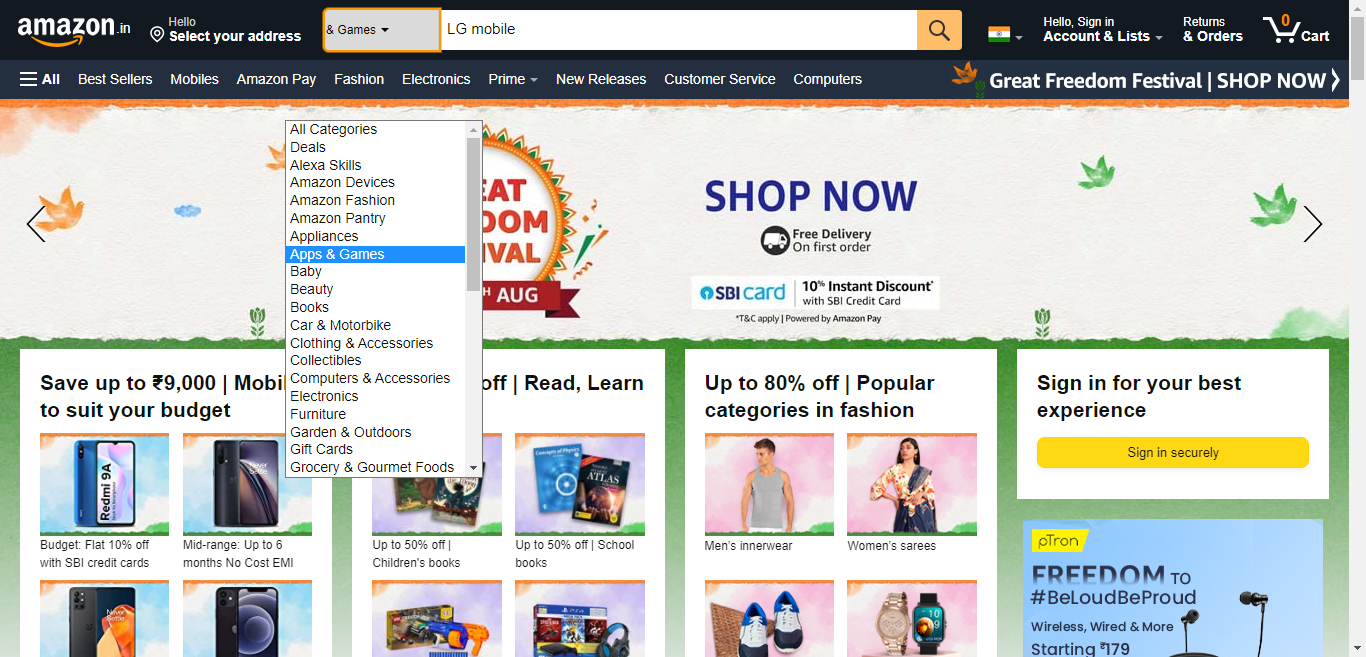 amazon.in
Hello
Select your address
& Games
LG mobile
Hello, Sign in
Account & Lists
Returns
& Orders
0
Cart
All
Best Sellers
Mobiles
Amazon Pay
Fashion
Electronics
Prime
New Releases
Customer Service
Computers
Great Freedom Festival | SHOP NOW
All Categories
Deals
Alexa Skills
Amazon Devices
Amazon Fashion
Amazon Pantry
Appliances
Apps & Games
Baby
Beauty
Books
Car & Motorbike
Clothing & Accessories
Collectibles
Computers & Accessories
Electronics
Furniture
Garden & Outdoors
Gift Cards
Grocery & Gourmet Foods
EAT
DOM
IVAL
H AUG
SHOP NOW
Free Delivery
On first order
SBI card
10% Instant Discount*
with SBI Credit Card
*T&C apply | Powered by Amazon Pay
Save up to ₹9,000 | Mobi
to suit your budget
Redmi 9A
Never
Settle
Budget: Flat 10% off
with SBI credit cards
Mid-range: Up to 6
months No Cost EMI
off | Read, Learn
Concepts of Physics
ATLAS
Up to 50% off |
Children's books
Up to 50% off | School
books
PS4
Up to 80% off | Popular
categories in fashion
Men's innerwear
Women's sarees
Sign in for your best
experience
Sign in securely
pTron
FREEDOM TO
#BeLoudBeProud
Wireless, Wired & More
Starting ₹179